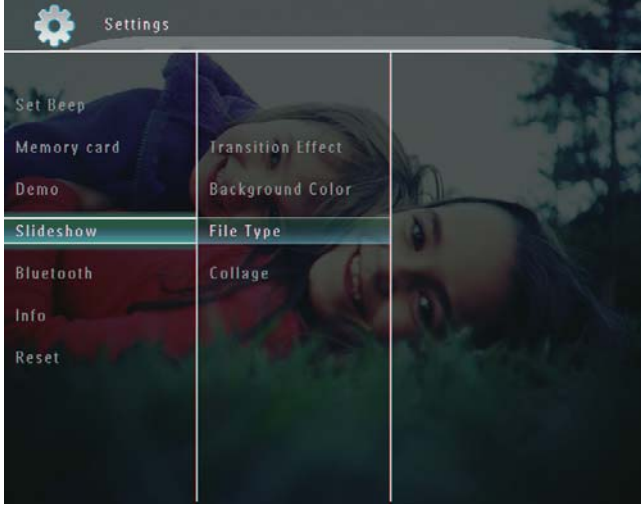 Settings
Set Beep
Memory card
Demo
Slideshow
Bluetooth
Info
Reset
Transition Effect
Background Color
File Type
Collage